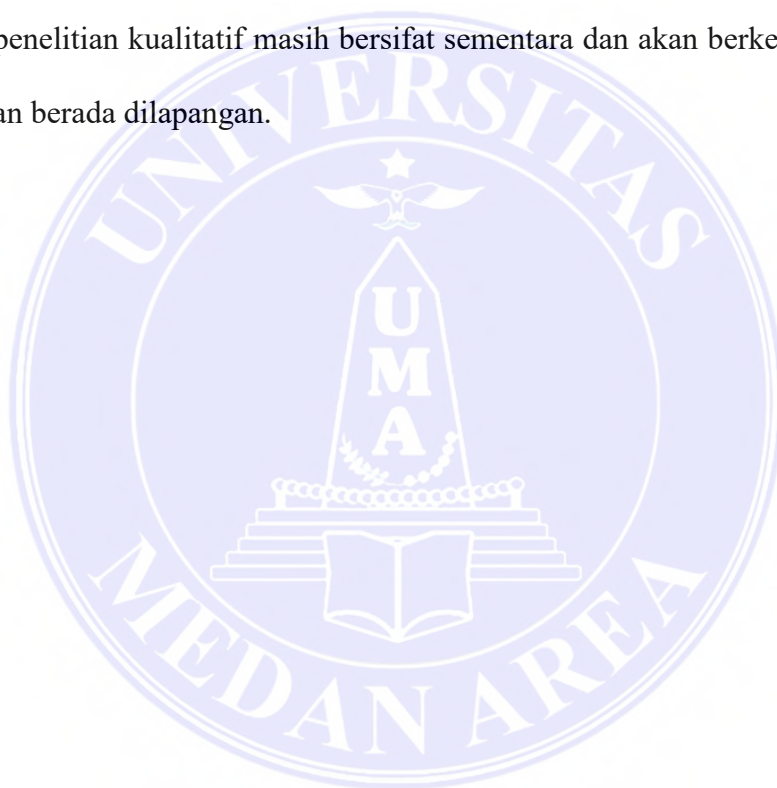 penelitian kualitatif masih bersifat sementara dan akan berke
an berada dilapangan.
UNIVERSITAS
U
M
A
MEDAN AREA